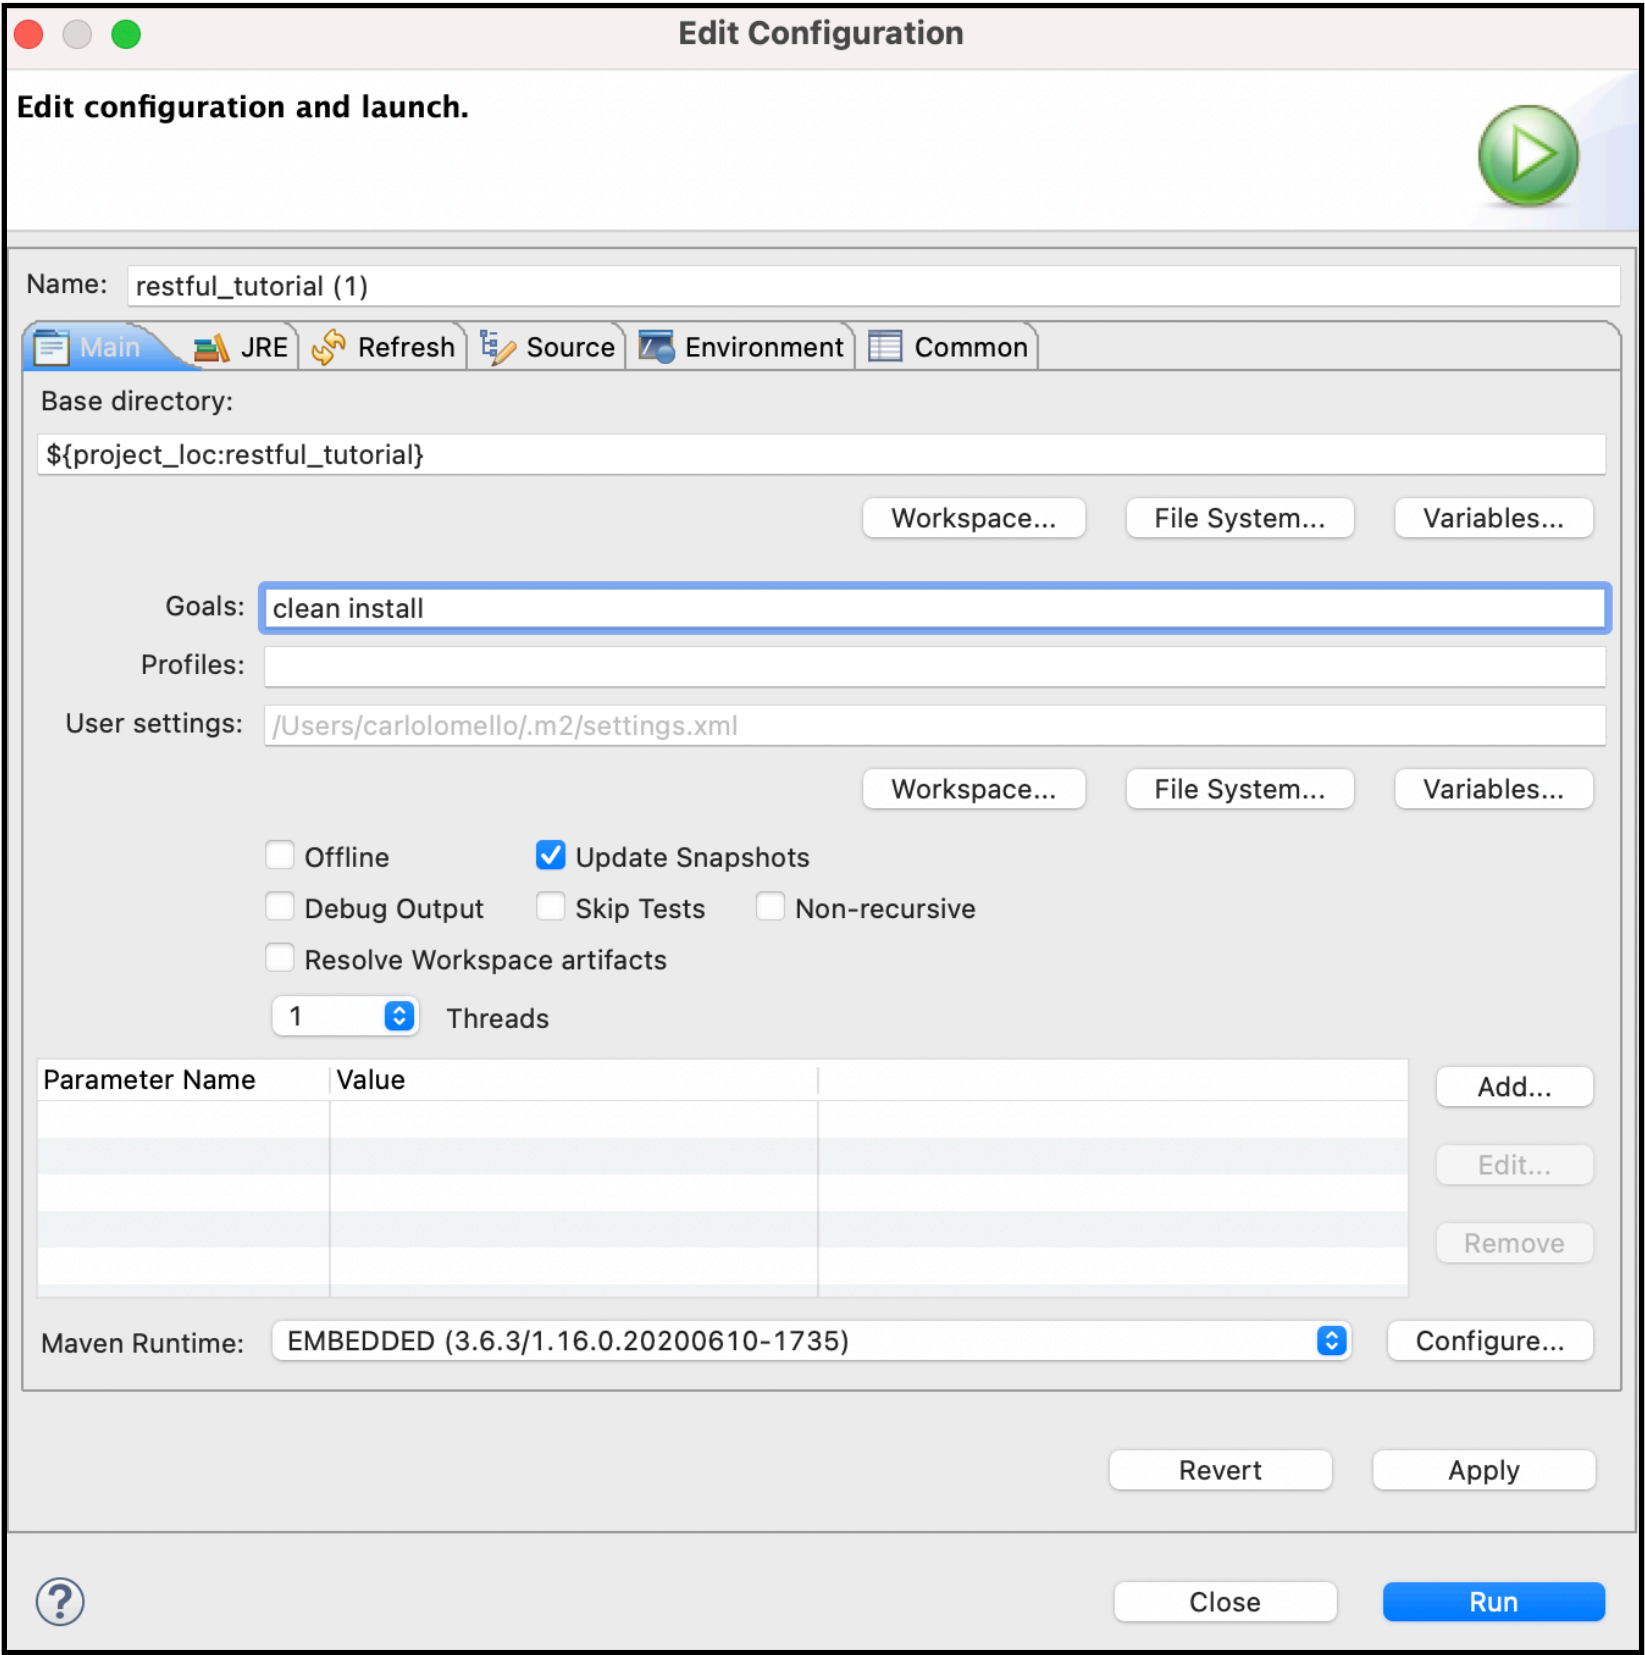 Edit Configuration
Edit configuration and launch.
Name: restful_tutorial (1)
Main JRE Refresh Source Environment Common
Base directory:
${project_loc:restful_tutorial}
Workspace... File System... Variables...
Goals: clean install
Profiles:
User settings: /Users/carlolomello/.m2/settings.xml
Workspace... File System... Variables...
Offline Update Snapshots
Debug Output Skip Tests Non-recursive
Resolve Workspace artifacts
1 Threads
Parameter Name Value
Add...
Edit...
Remove
Maven Runtime: EMBEDDED (3.6.3/1.16.0.20200610-1735) Configure...
Revert Apply
? Close Run